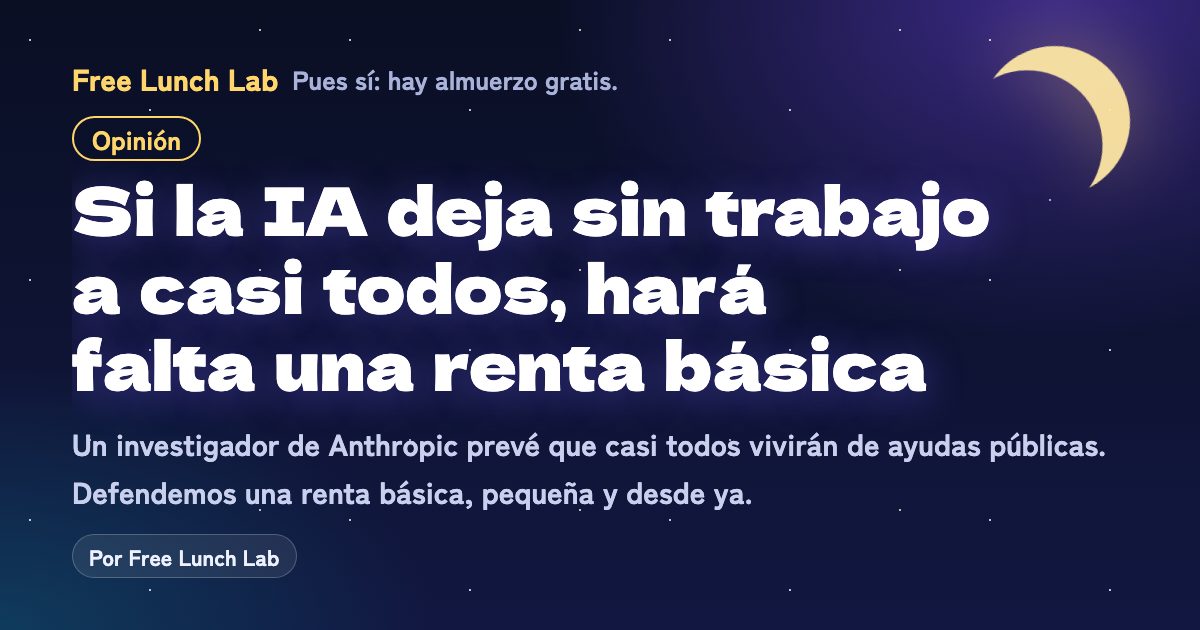 Free Lunch Lab Pues sí: hay almuerzo gratis.
Opinión
Si la IA deja sin trabajo
a casi todos, hará
falta una renta básica
Un investigador de Anthropic prevé que casi todos vivirán de ayudas públicas.
Defendemos una renta básica, pequeña y desde ya.
Por Free Lunch Lab